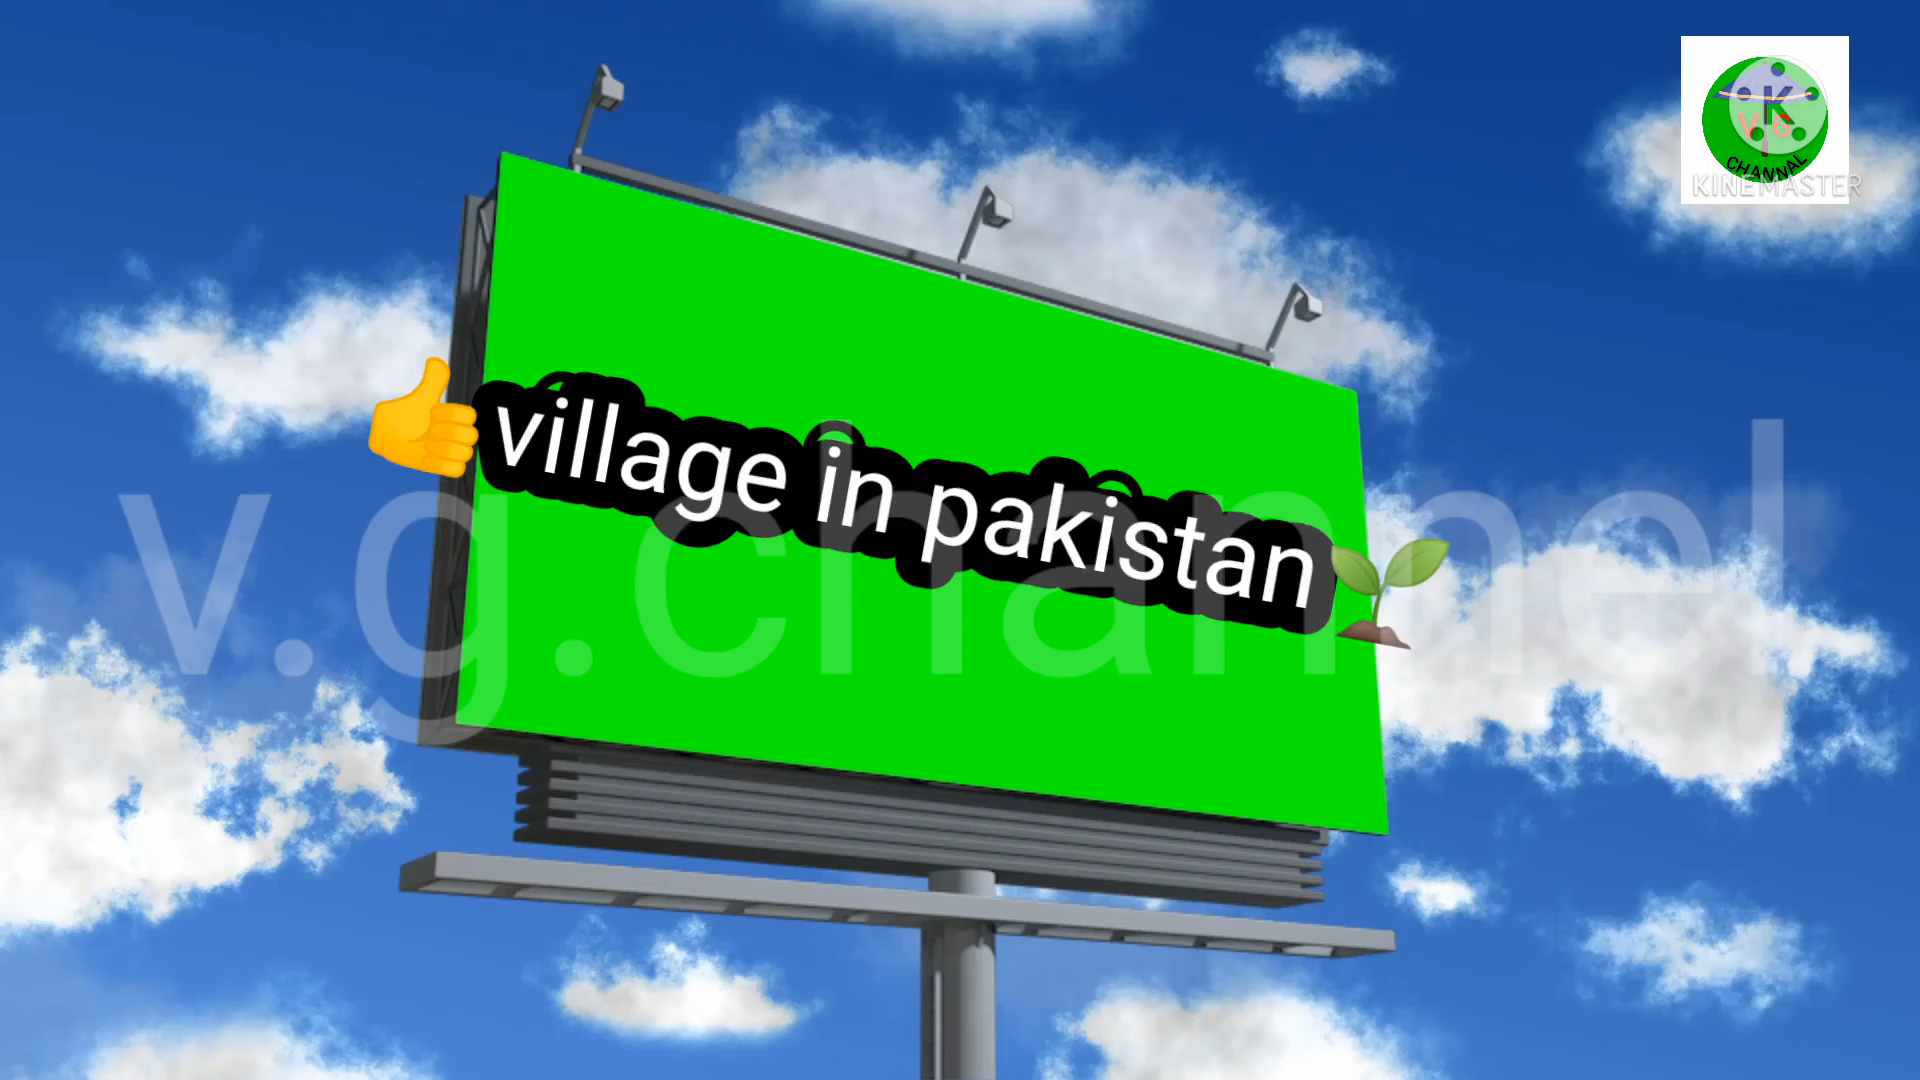 K
V G
CHANNAL
KINEMASTER
👍village in pakistan🌱
v.g.channel